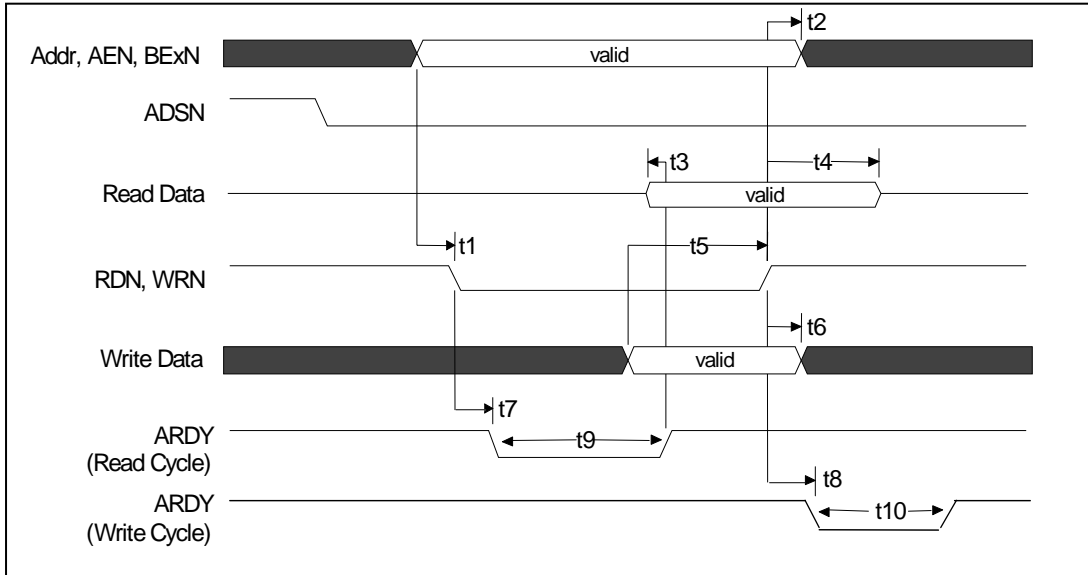 t2
Addr, AEN, BExN
valid
ADSN
t3
t4
Read Data
valid
t1
t5
RDN, WRN
t6
Write Data
valid
t7
ARDY
(Read Cycle)
t9
t8
ARDY
(Write Cycle)
t10